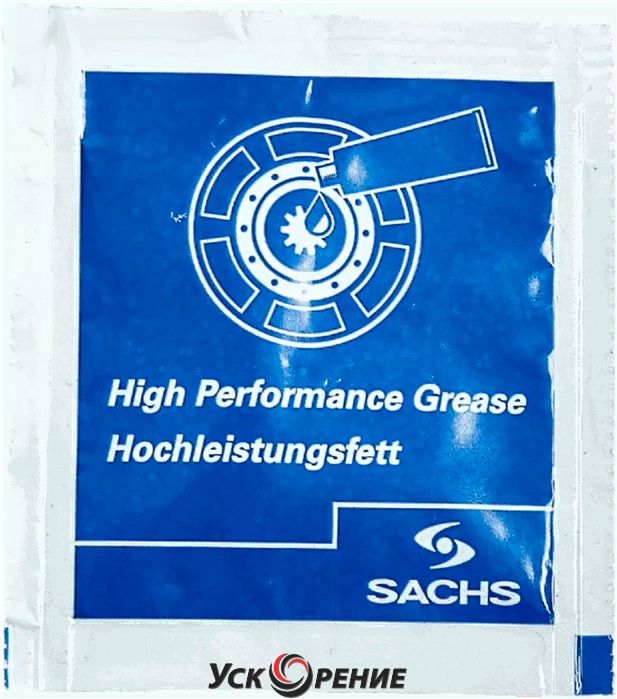 High Performance Grease
Hochleistungsfett
SACHS
УСКОРЕНИЕ